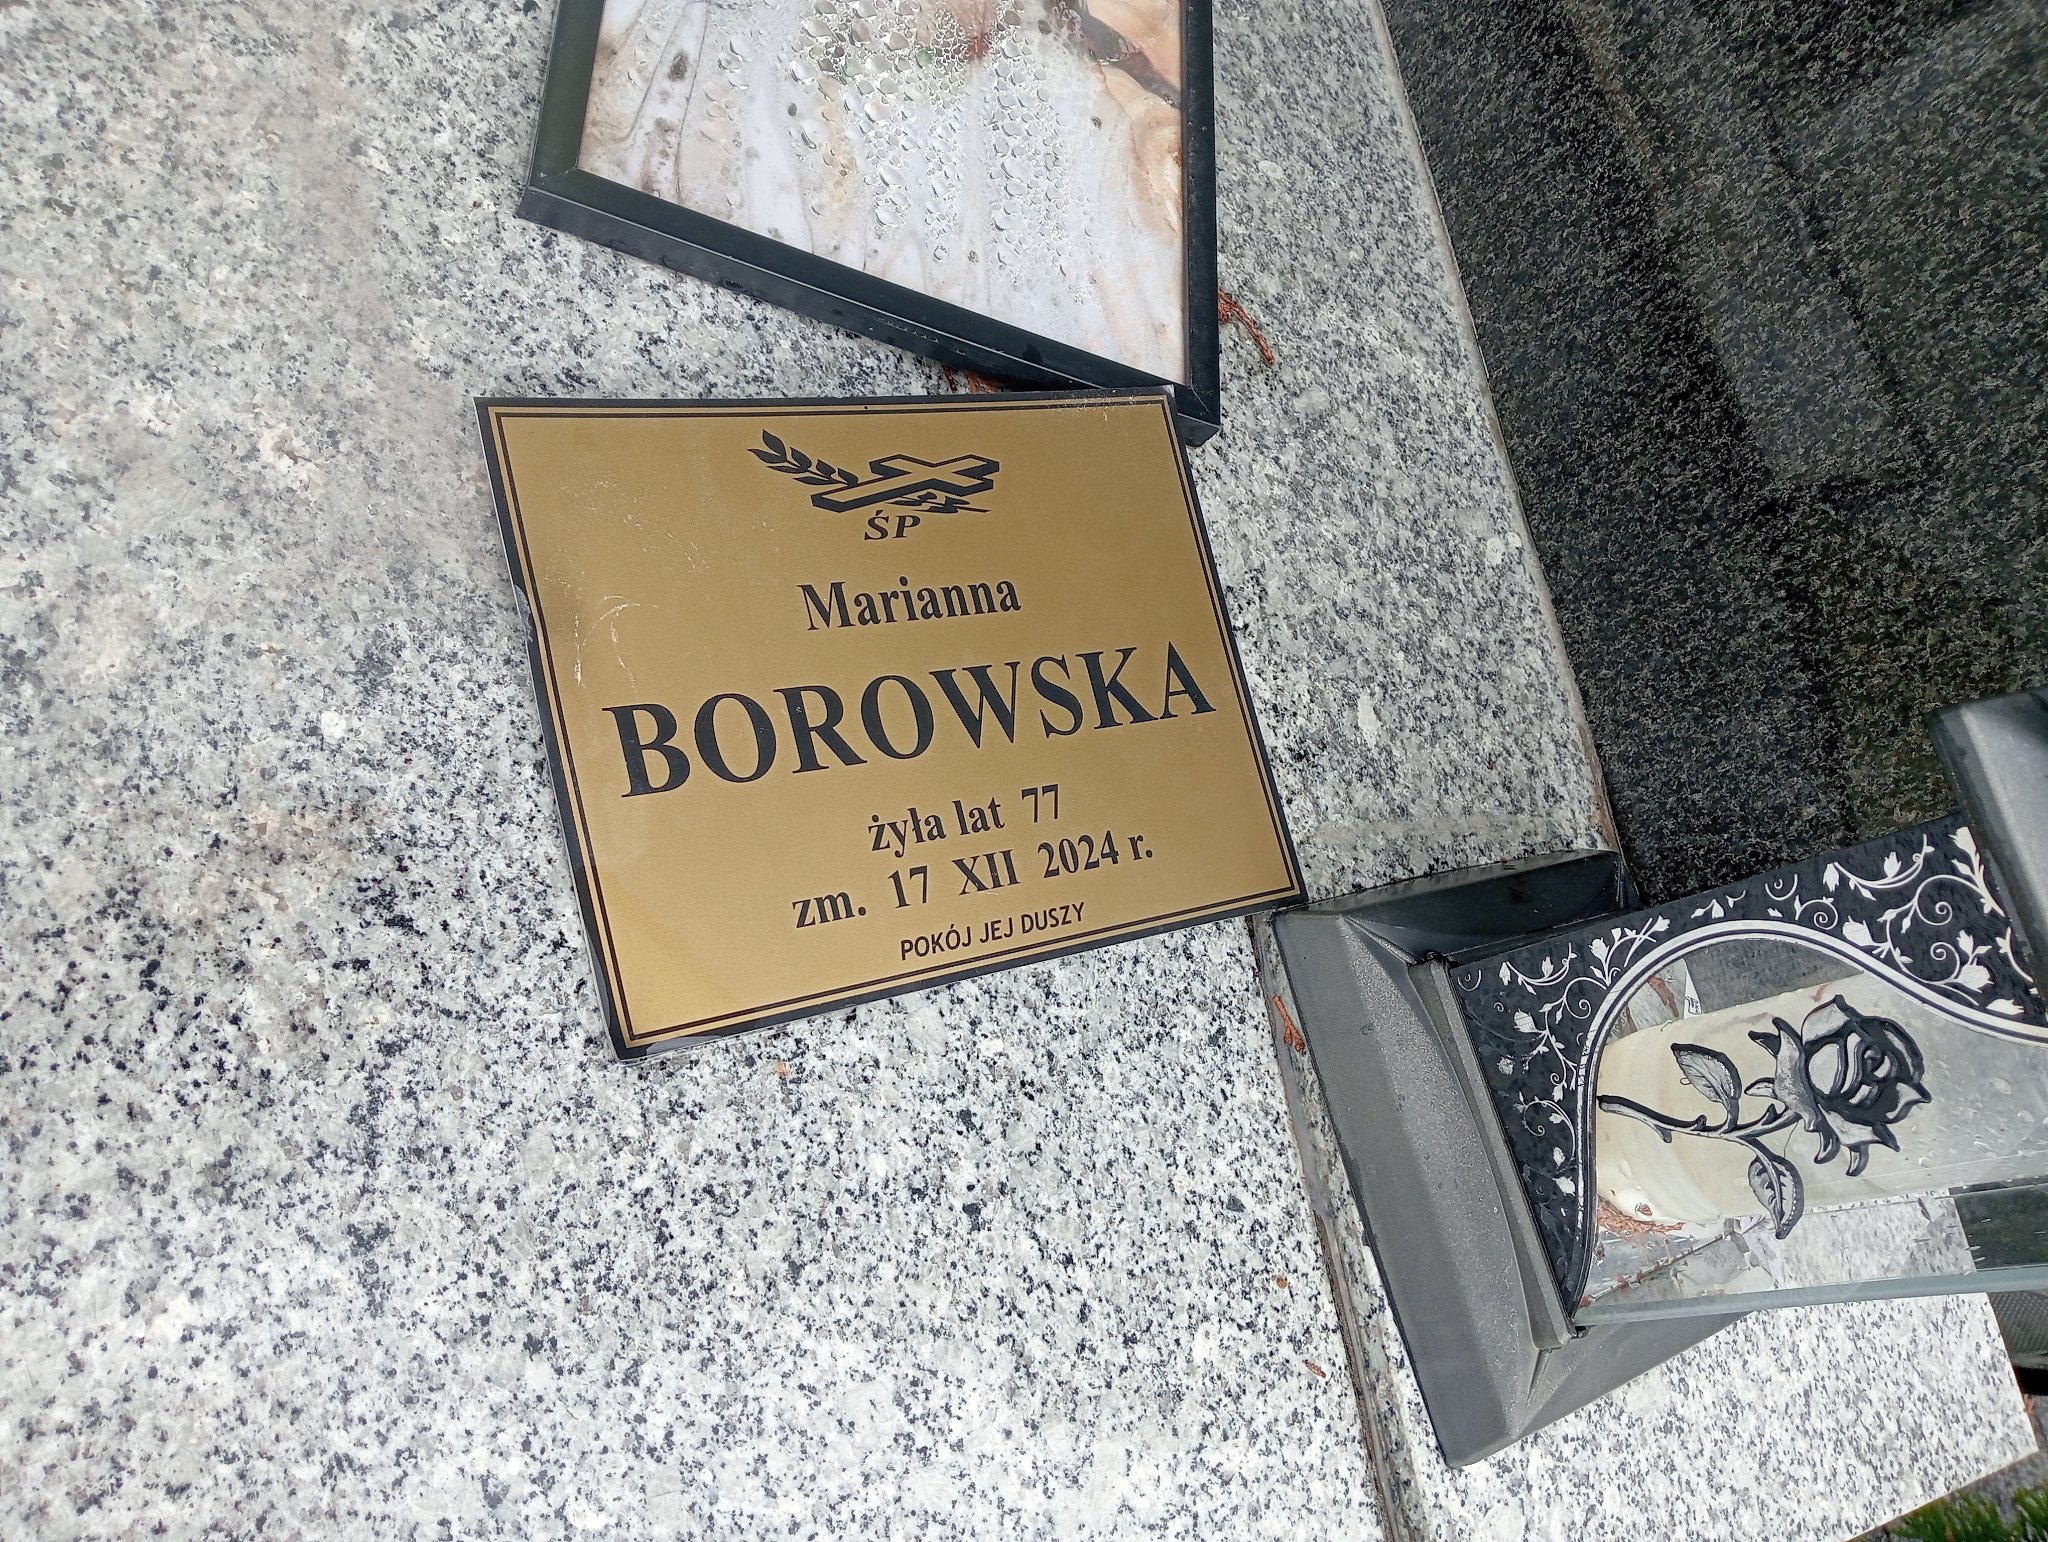 ŚP
Marianna
BOROWSKA
żyła lat 77
zm. 17 XII 2024 r.
POKÓJ JEJ DUSZY